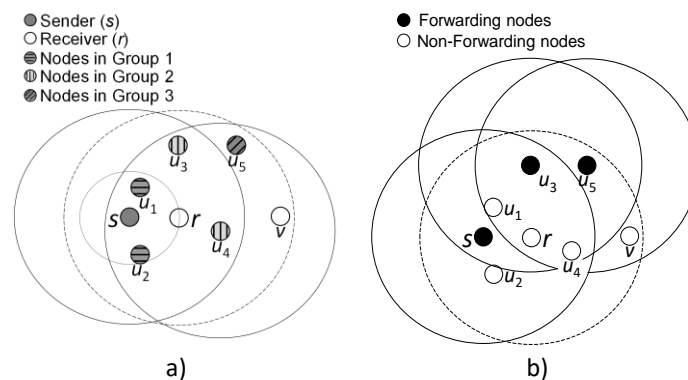 Sender (s)
Receiver (r)
Nodes in Group 1
Nodes in Group 2
Nodes in Group 3
u3
u5
u1
s
r
u4
v
u2
a)
Forwarding nodes
Non-Forwarding nodes
u3
u5
u1
s
r
v
u4
u2
b)